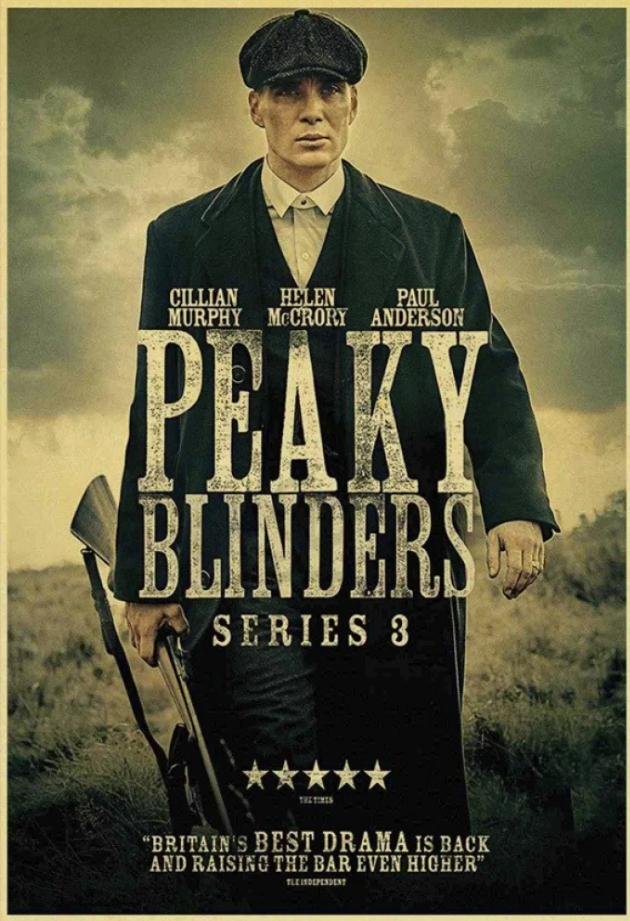 CILLIAN MURPHY
HELEN McCRORY
PAUL ANDERSON
PEAKY
BLINDERS
SERIES 3
THE TIMES
"BRITAIN'S BEST DRAMA IS BACK
AND RAISING THE BAR EVEN HIGHER"
TLE INDEPENDENT